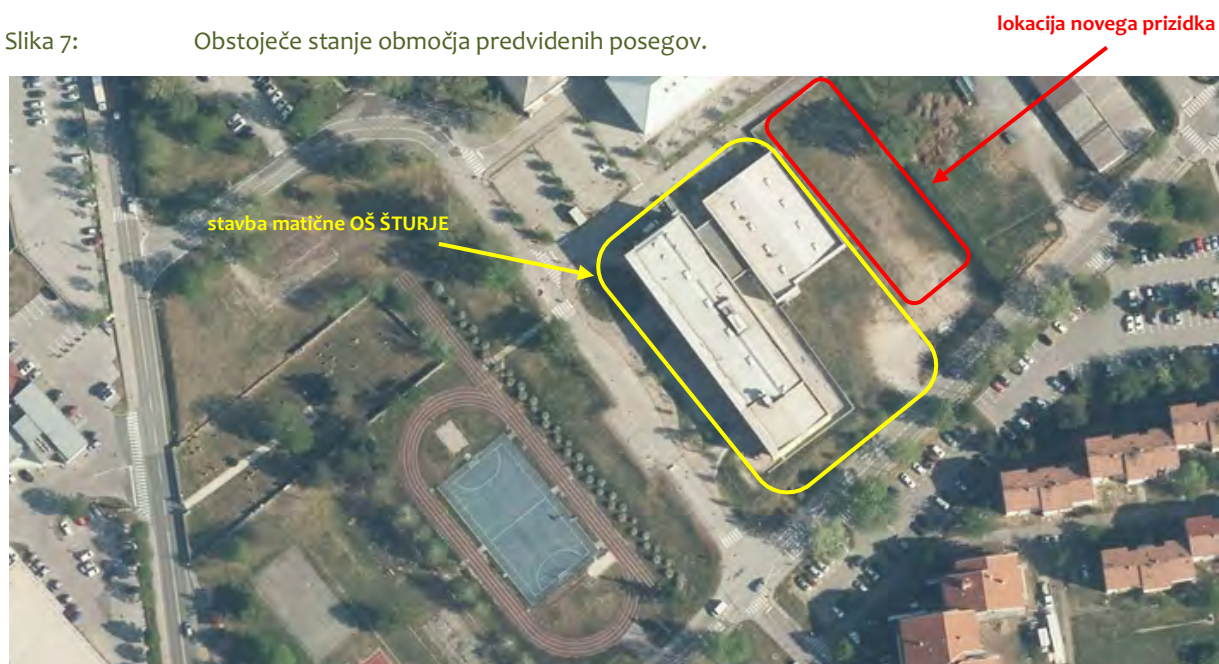 lokacija novega prizidka
Slika 7: Obstoječe stanje območja predvidenih posegov.
stavba matične OŠ ŠTURJE